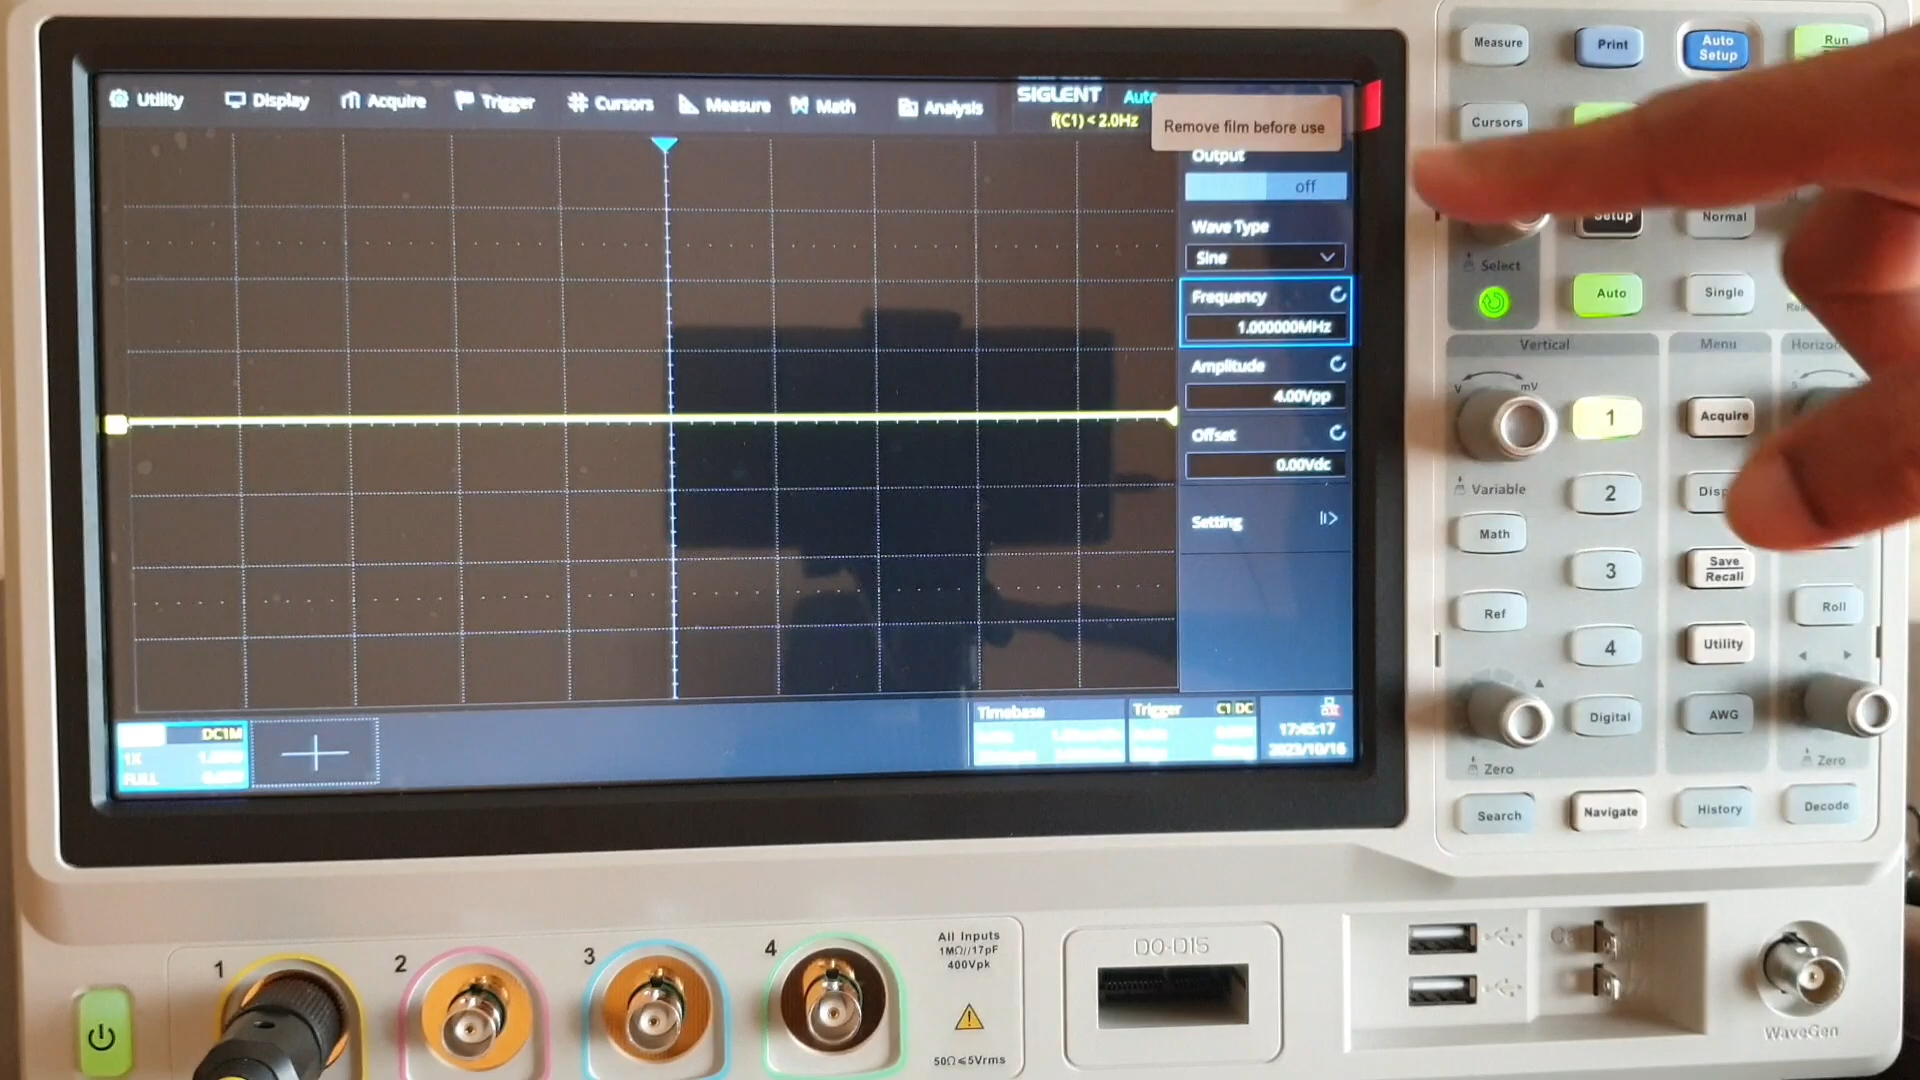 Utility
Display
Acquire
Trigger
Cursors
Measure
Math
Analysis
SIGLENT
Auto
f(C1) < 2.0Hz
Remove film before use
Output
off
Wave Type
Sine
Frequency
1.000000MHz
Amplitude
4.00Vpp
Offset
0.00Vdc
Setting
DC1M
1X
FULL
Timebase
Trigger
C1 DC
17:45:17
2023/10/16
Measure
Print
Auto
Setup
Run
Cursors
Setup
Normal
Select
Auto
Single
Vertical
Menu
V
mV
1
Acquire
Variable
2
Math
3
Save
Recall
Ref
Roll
4
Utility
Digital
AWG
Zero
Zero
Search
Navigate
History
Decode
1
2
3
4
All Inputs
1MΩ//17pF
400Vpk
50Ω≤5Vrms
D0-D15
WaveGen